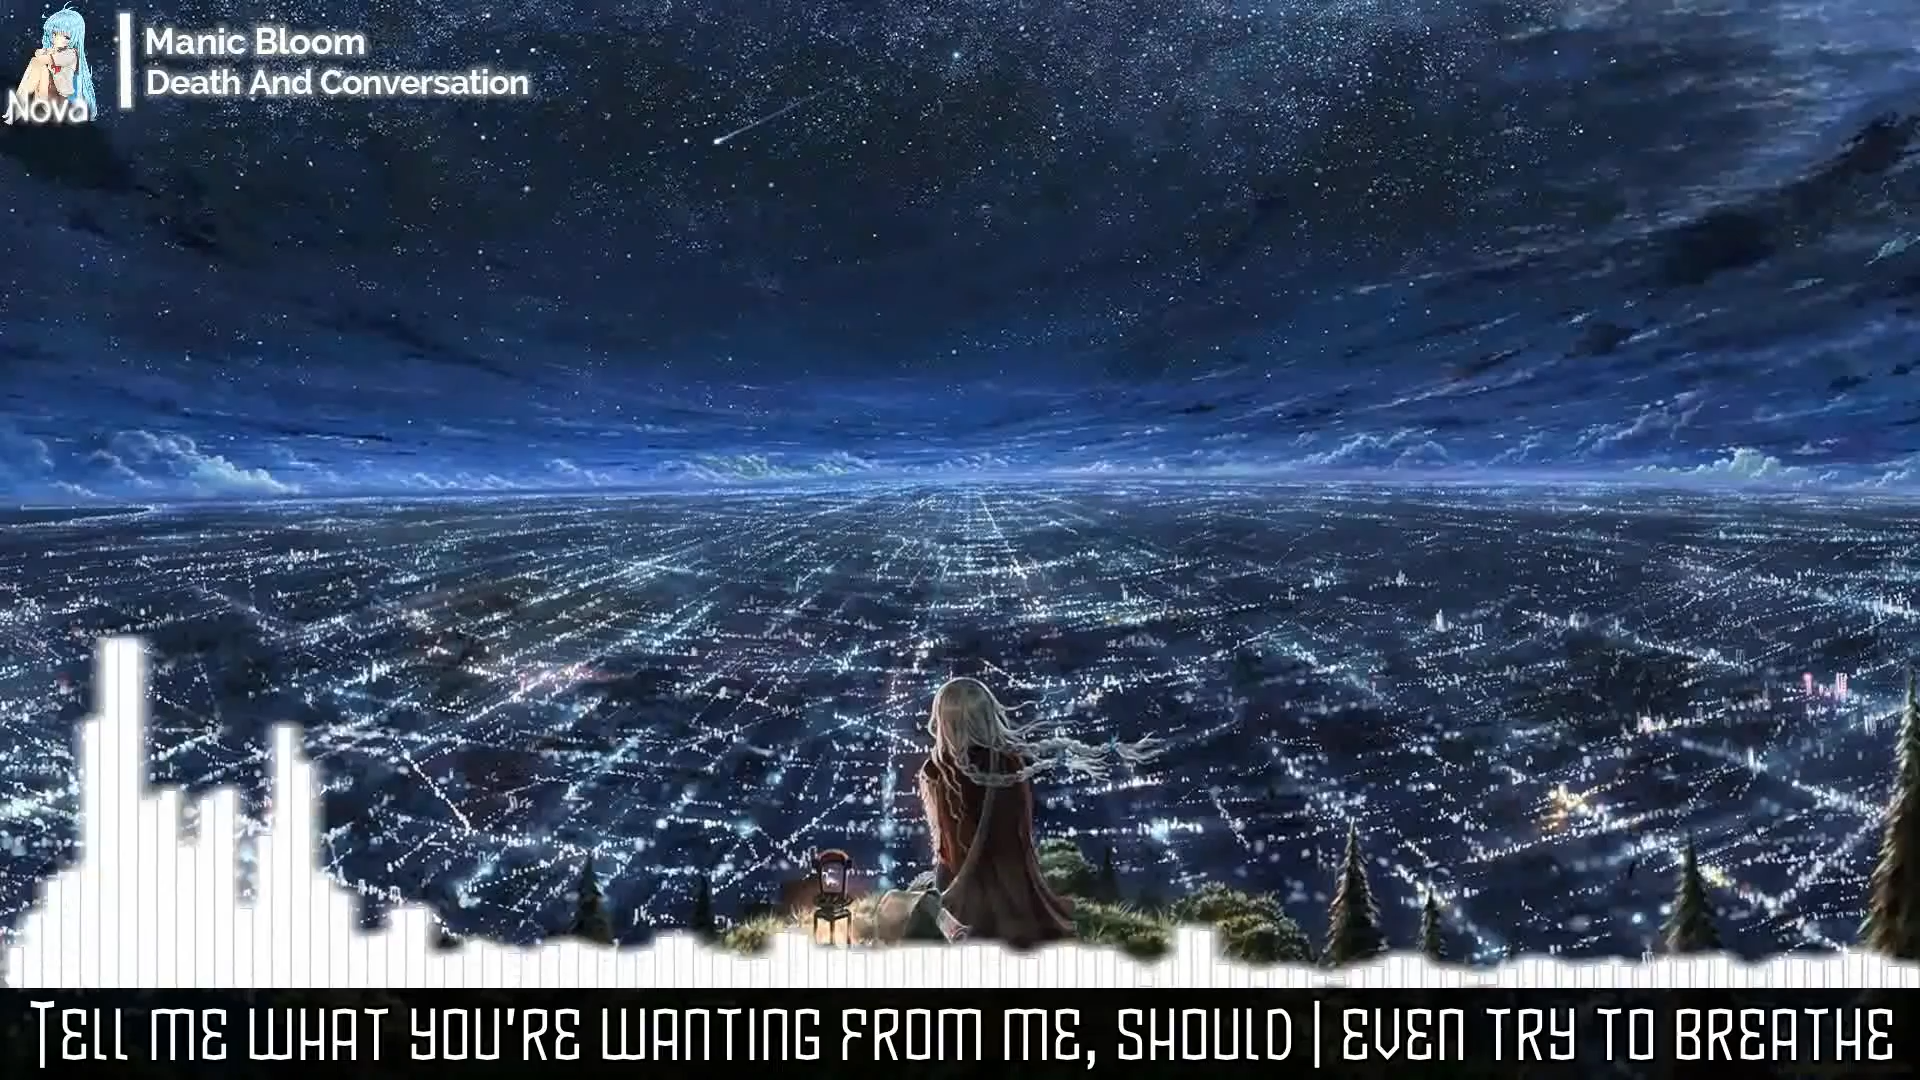 Nova
Manic Bloom
Death And Conversation
Tell me what you're wanting from me, should I even try to breathe